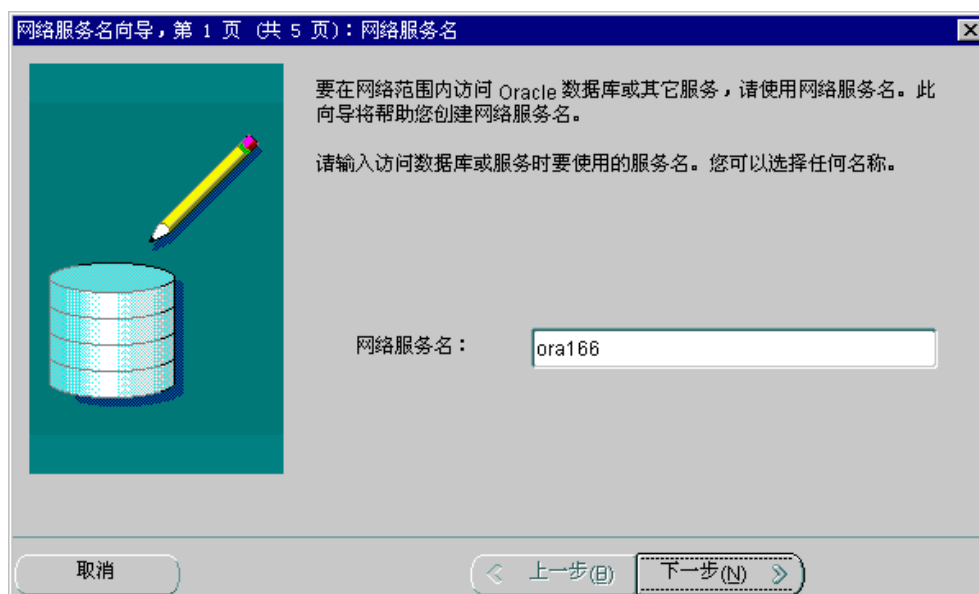 网络服务名向导,第 1 页 (共 5 页):网络服务名
要在网络范围内访问 Oracle 数据库或其它服务,请使用网络服务名。此
向导将帮助您创建网络服务名。
请输入访问数据库或服务时要使用的服务名。您可以选择任何名称。
网络服务名: ora166
取消 上一步(B) 下一步(N)